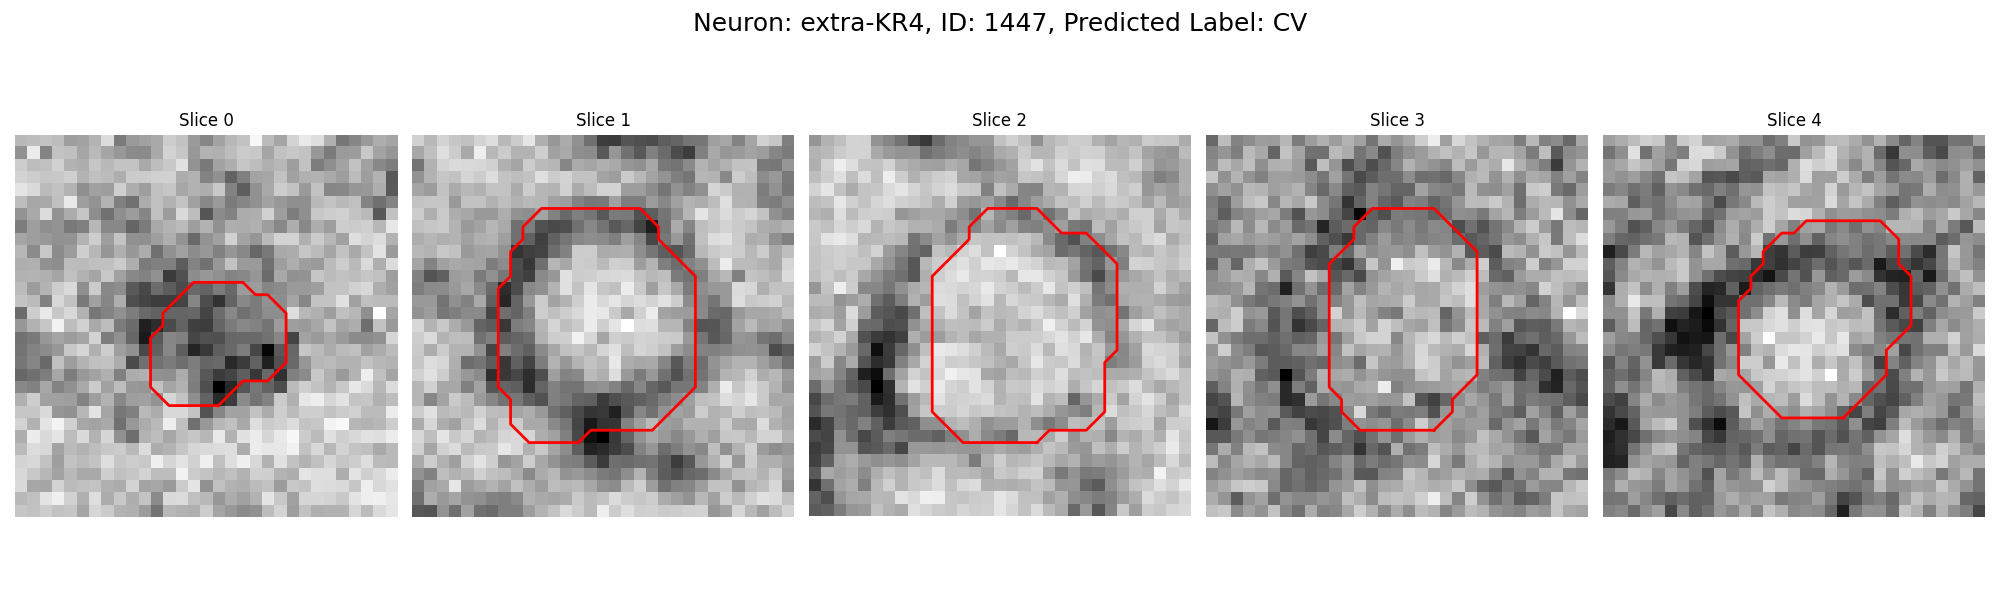 Neuron: extra-KR4, ID: 1447, Predicted Label: CV
Slice 0
Slice 1
Slice 2
Slice 3
Slice 4